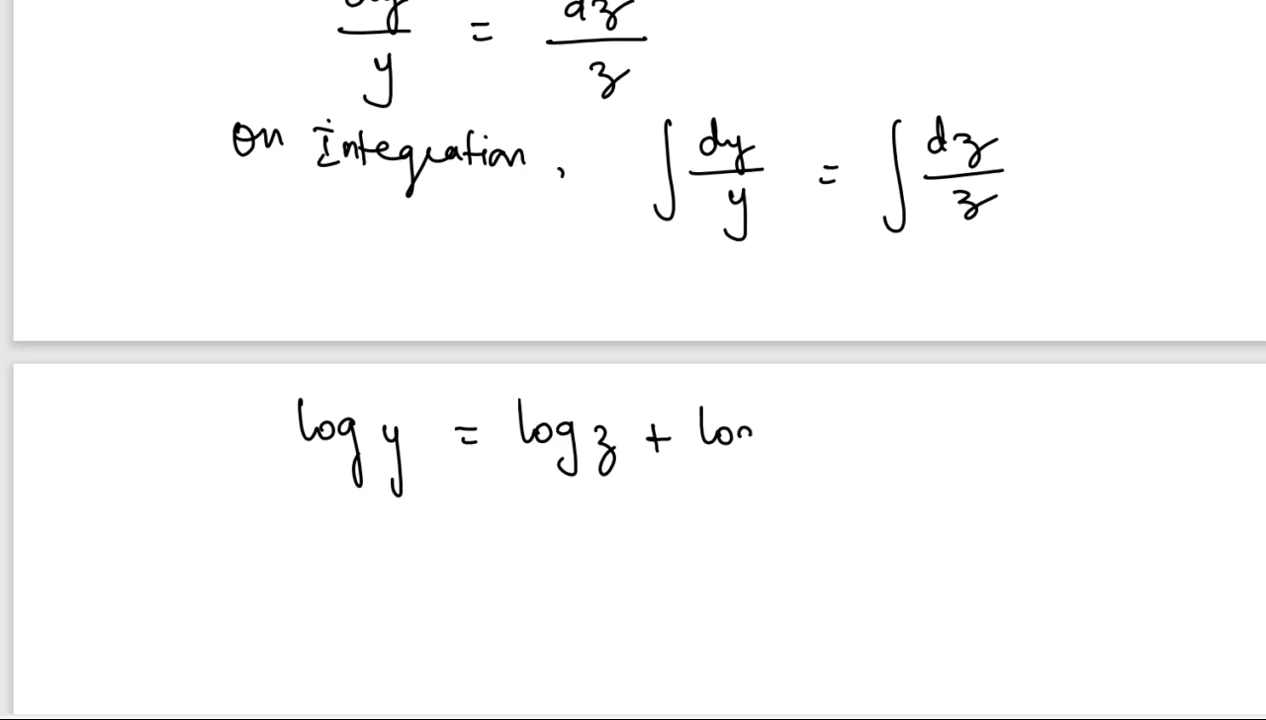 dy/y = dz/z
On Integration, ∫ dy/y = ∫ dz/z
log y = log z + lo